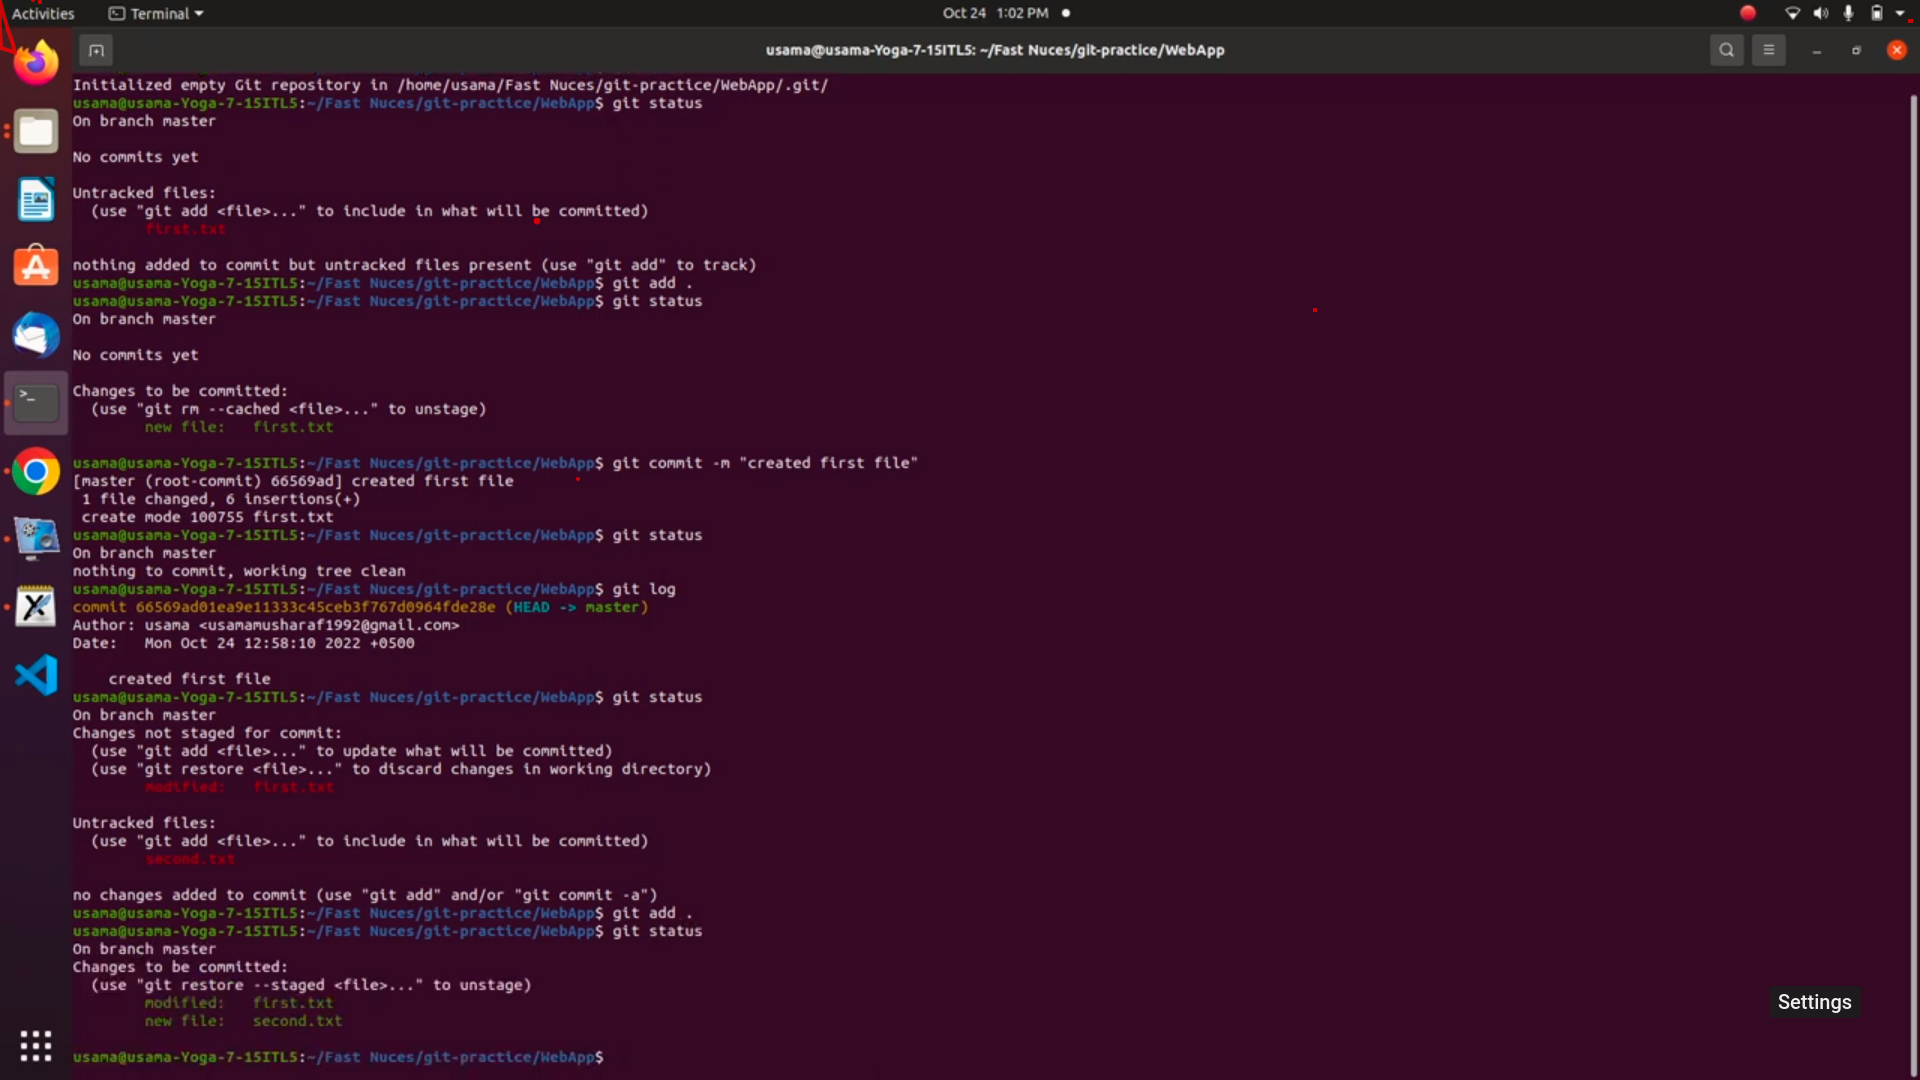 Activities Terminal Oct 24 1:02 PM
usama@usama-Yoga-7-15ITL5: ~/Fast Nuces/git-practice/WebApp
Initialized empty Git repository in /home/usama/Fast Nuces/git-practice/WebApp/.git/
usama@usama-Yoga-7-15ITL5:~/Fast Nuces/git-practice/WebApp$ git status
On branch master
No commits yet
Untracked files:
(use "git add <file>..." to include in what will be committed)
first.txt
nothing added to commit but untracked files present (use "git add" to track)
usama@usama-Yoga-7-15ITL5:~/Fast Nuces/git-practice/WebApp$ git add .
usama@usama-Yoga-7-15ITL5:~/Fast Nuces/git-practice/WebApp$ git status
On branch master
No commits yet
Changes to be committed:
(use "git rm --cached <file>..." to unstage)
new file: first.txt
usama@usama-Yoga-7-15ITL5:~/Fast Nuces/git-practice/WebApp$ git commit -m "created first file"
[master (root-commit) 66569ad] created first file
1 file changed, 6 insertions(+)
create mode 100755 first.txt
usama@usama-Yoga-7-15ITL5:~/Fast Nuces/git-practice/WebApp$ git status
On branch master
nothing to commit, working tree clean
usama@usama-Yoga-7-15ITL5:~/Fast Nuces/git-practice/WebApp$ git log
commit 66569ad01ea9e11333c45ceb3f767d0964fde28e (HEAD -> master)
Author: usama <usamamusharaf1992@gmail.com>
Date: Mon Oct 24 12:58:10 2022 +0500
created first file
usama@usama-Yoga-7-15ITL5:~/Fast Nuces/git-practice/WebApp$ git status
On branch master
Changes not staged for commit:
(use "git add <file>..." to update what will be committed)
(use "git restore <file>..." to discard changes in working directory)
modified: first.txt
Untracked files:
(use "git add <file>..." to include in what will be committed)
second.txt
no changes added to commit (use "git add" and/or "git commit -a")
usama@usama-Yoga-7-15ITL5:~/Fast Nuces/git-practice/WebApp$ git add .
usama@usama-Yoga-7-15ITL5:~/Fast Nuces/git-practice/WebApp$ git status
On branch master
Changes to be committed:
(use "git restore --staged <file>..." to unstage)
modified: first.txt
new file: second.txt
usama@usama-Yoga-7-15ITL5:~/Fast Nuces/git-practice/WebApp$
Settings